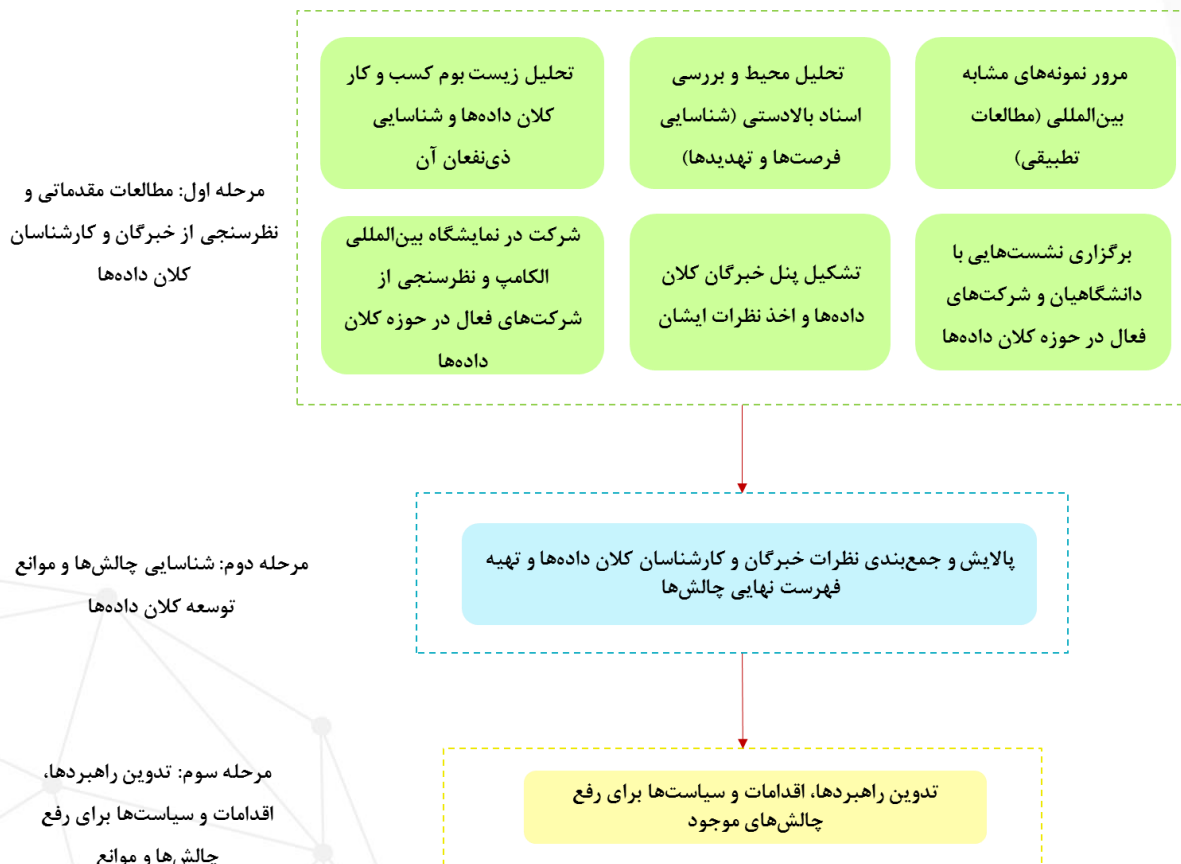 مرور نمونه‌های مشابه
بین‌المللی (مطالعات
تطبیقی)
تحلیل محیط و بررسی
اسناد بالادستی (شناسایی
فرصت‌ها و تهدیدها)
تحلیل زیست بوم کسب و کار
کلان داده‌ها و شناسایی
ذی‌نفعان آن
برگزاری نشست‌هایی با
دانشگاهیان و شرکت‌های
فعال در حوزه کلان داده‌ها
تشکیل پنل خبرگان کلان
داده‌ها و اخذ نظرات ایشان
شرکت در نمایشگاه بین‌المللی
الکامپ و نظرسنجی از
شرکت‌های فعال در حوزه کلان
داده‌ها
مرحله اول: مطالعات مقدماتی و
نظرسنجی از خبرگان و کارشناسان
کلان داده‌ها
پالایش و جمع‌بندی نظرات خبرگان و کارشناسان کلان داده‌ها و تهیه
فهرست نهایی چالش‌ها
مرحله دوم: شناسایی چالش‌ها و موانع
توسعه کلان داده‌ها
تدوین راهبردها، اقدامات و سیاست‌ها برای رفع
چالش‌های موجود
مرحله سوم: تدوین راهبردها،
اقدامات و سیاست‌ها برای رفع
چالش‌ها و موانع